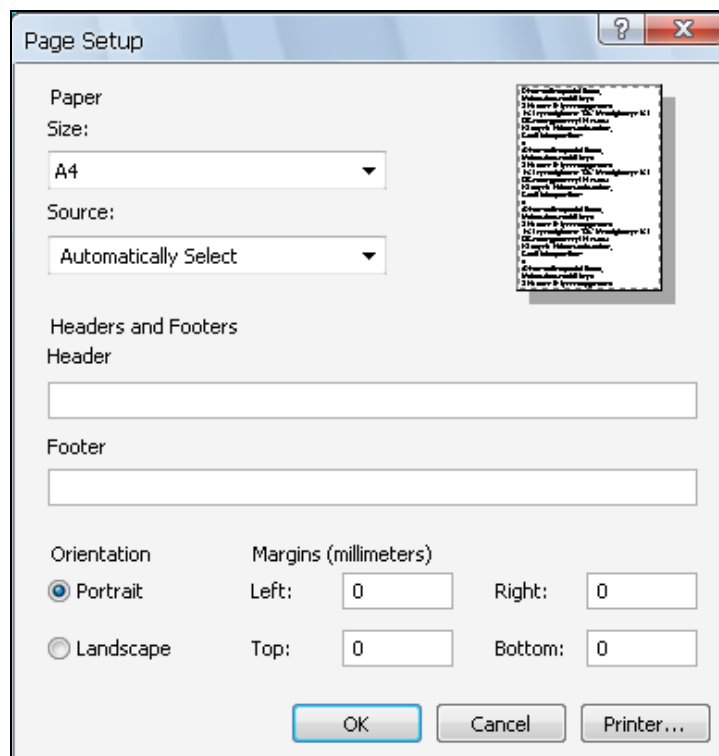 Page Setup
?
Paper
Size:
A4
Source:
Automatically Select
Headers and Footers
Header
Footer
Orientation Margins (millimeters)
Portrait Left: 0 Right: 0
Landscape Top: 0 Bottom: 0
OK Cancel Printer...